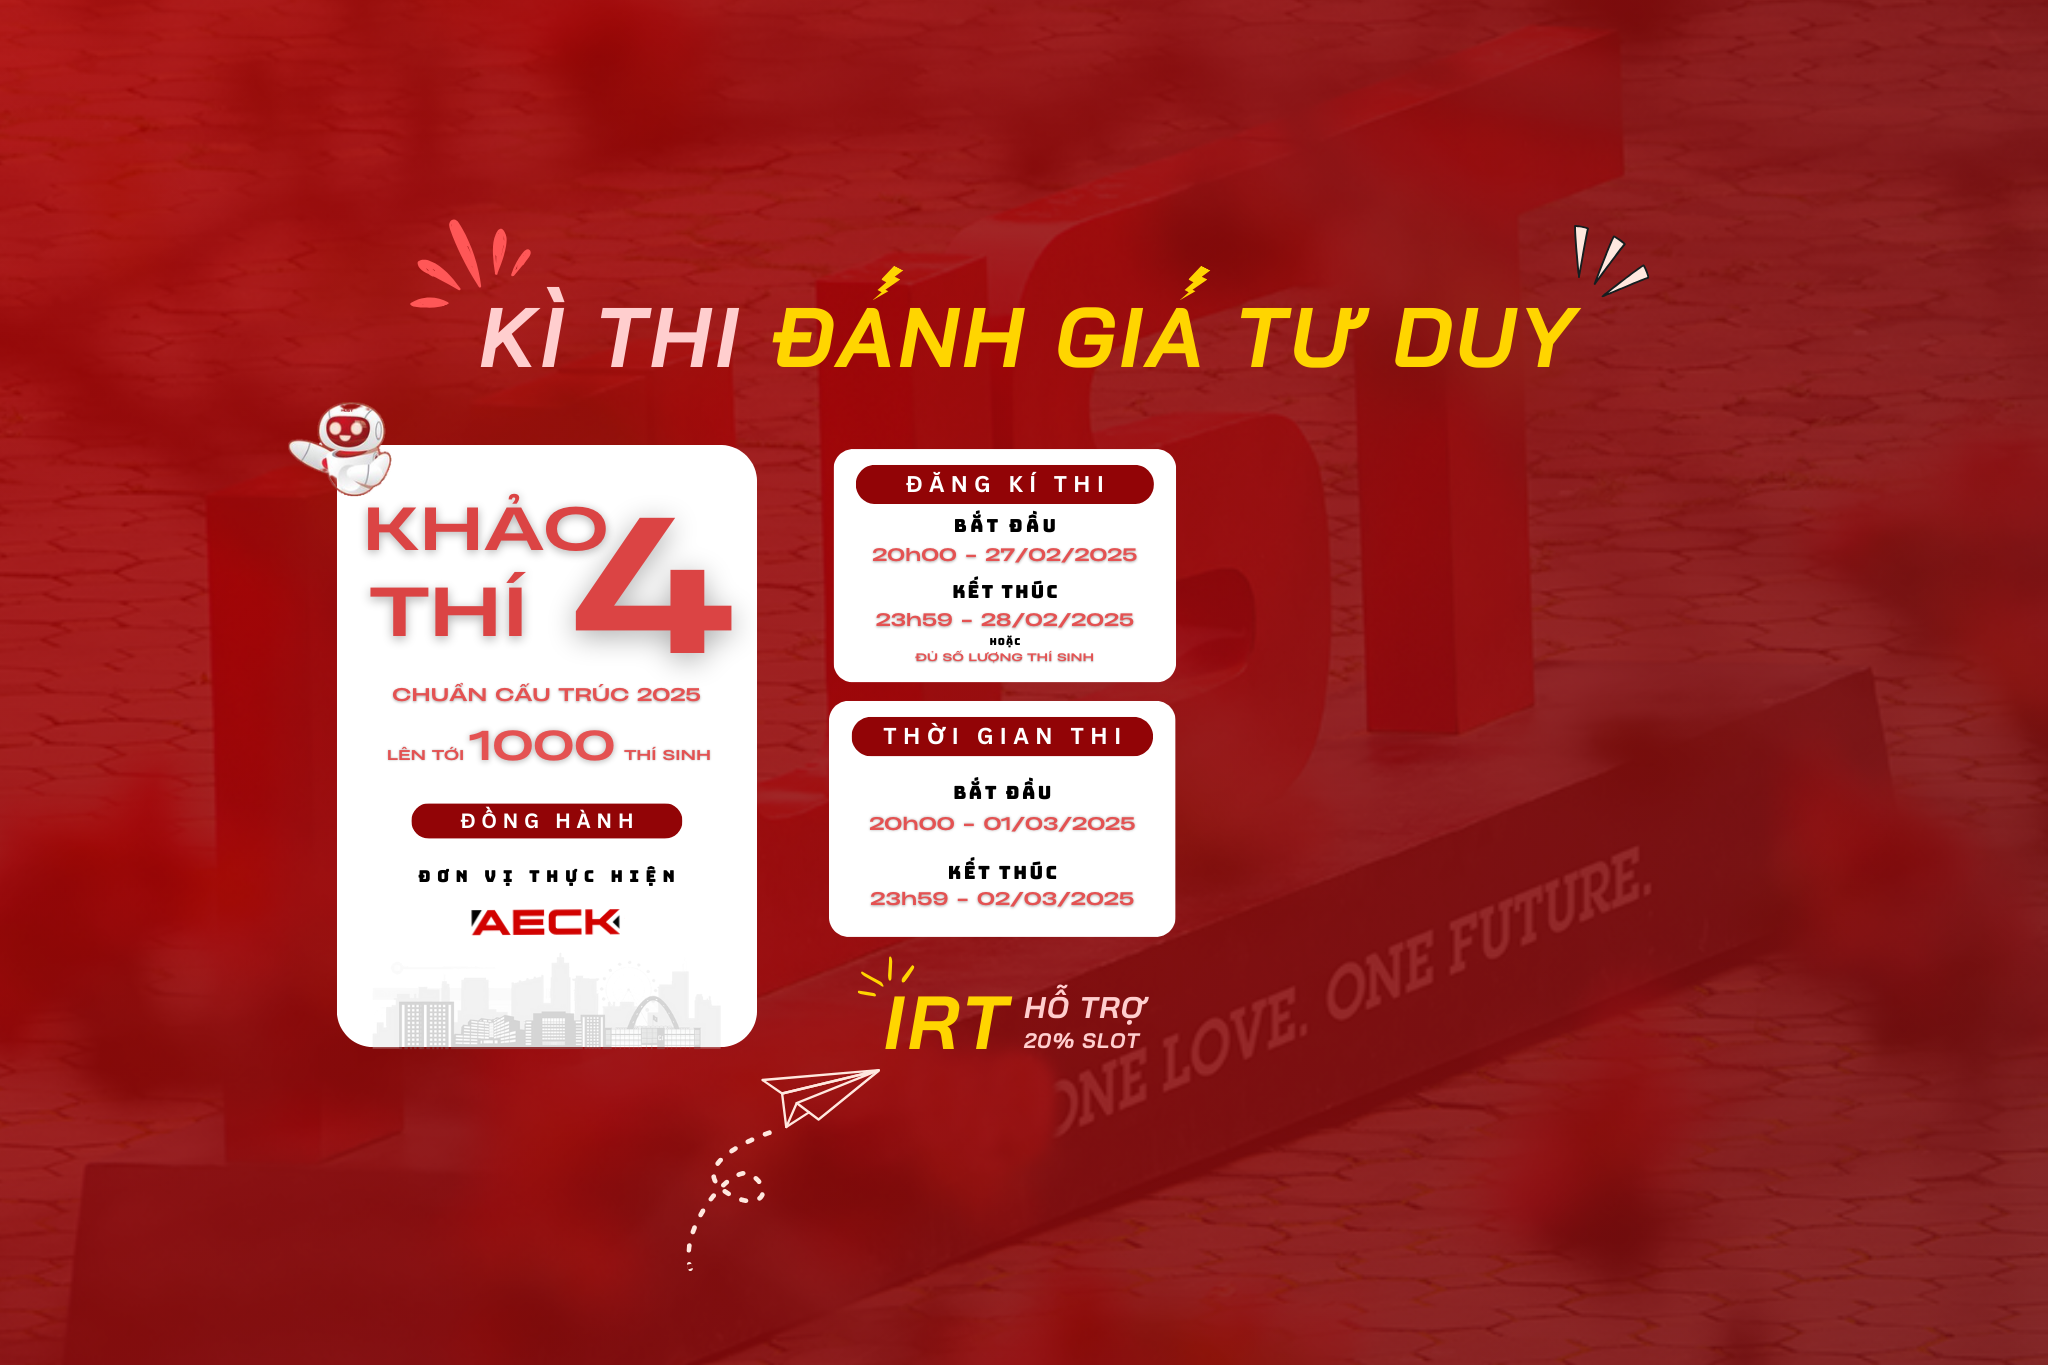 KÌ THI ĐÁNH GIÁ TƯ DUY
KHẢO
THÍ
4
CHUẨN CẤU TRÚC 2025
LÊN TỚI 1000 THÍ SINH
ĐỒNG HÀNH
ĐƠN VỊ THỰC HIỆN
AECK
ĐĂNG KÍ THI
BẮT ĐẦU
20h00 - 27/02/2025
KẾT THÚC
23h59 - 28/02/2025
HOẶC
ĐỦ SỐ LƯỢNG THÍ SINH
THỜI GIAN THI
BẮT ĐẦU
20h00 - 01/03/2025
KẾT THÚC
23h59 - 02/03/2025
IRT HỖ TRỢ
20% SLOT
ONE LOVE. ONE FUTURE.